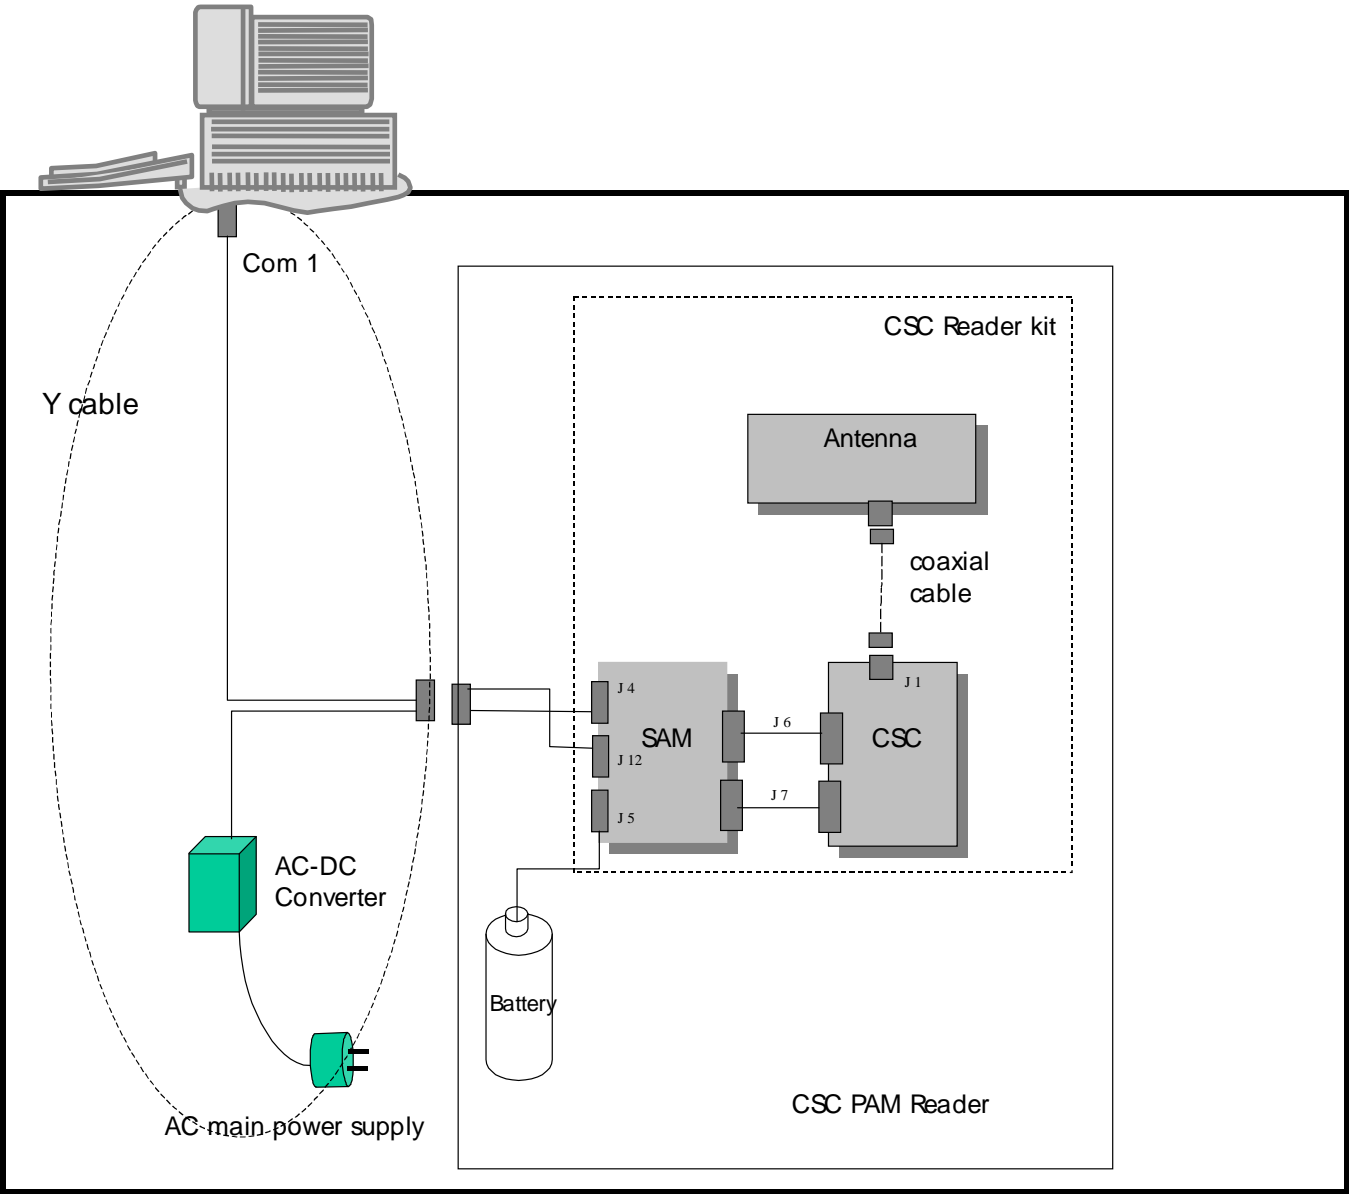 Com 1
CSC Reader kit
Y cable
Antenna
coaxial
cable
J 4
J 1
SAM
J 6
CSC
J 12
J 7
J 5
AC-DC
Converter
Battery
CSC PAM Reader
AC main power supply